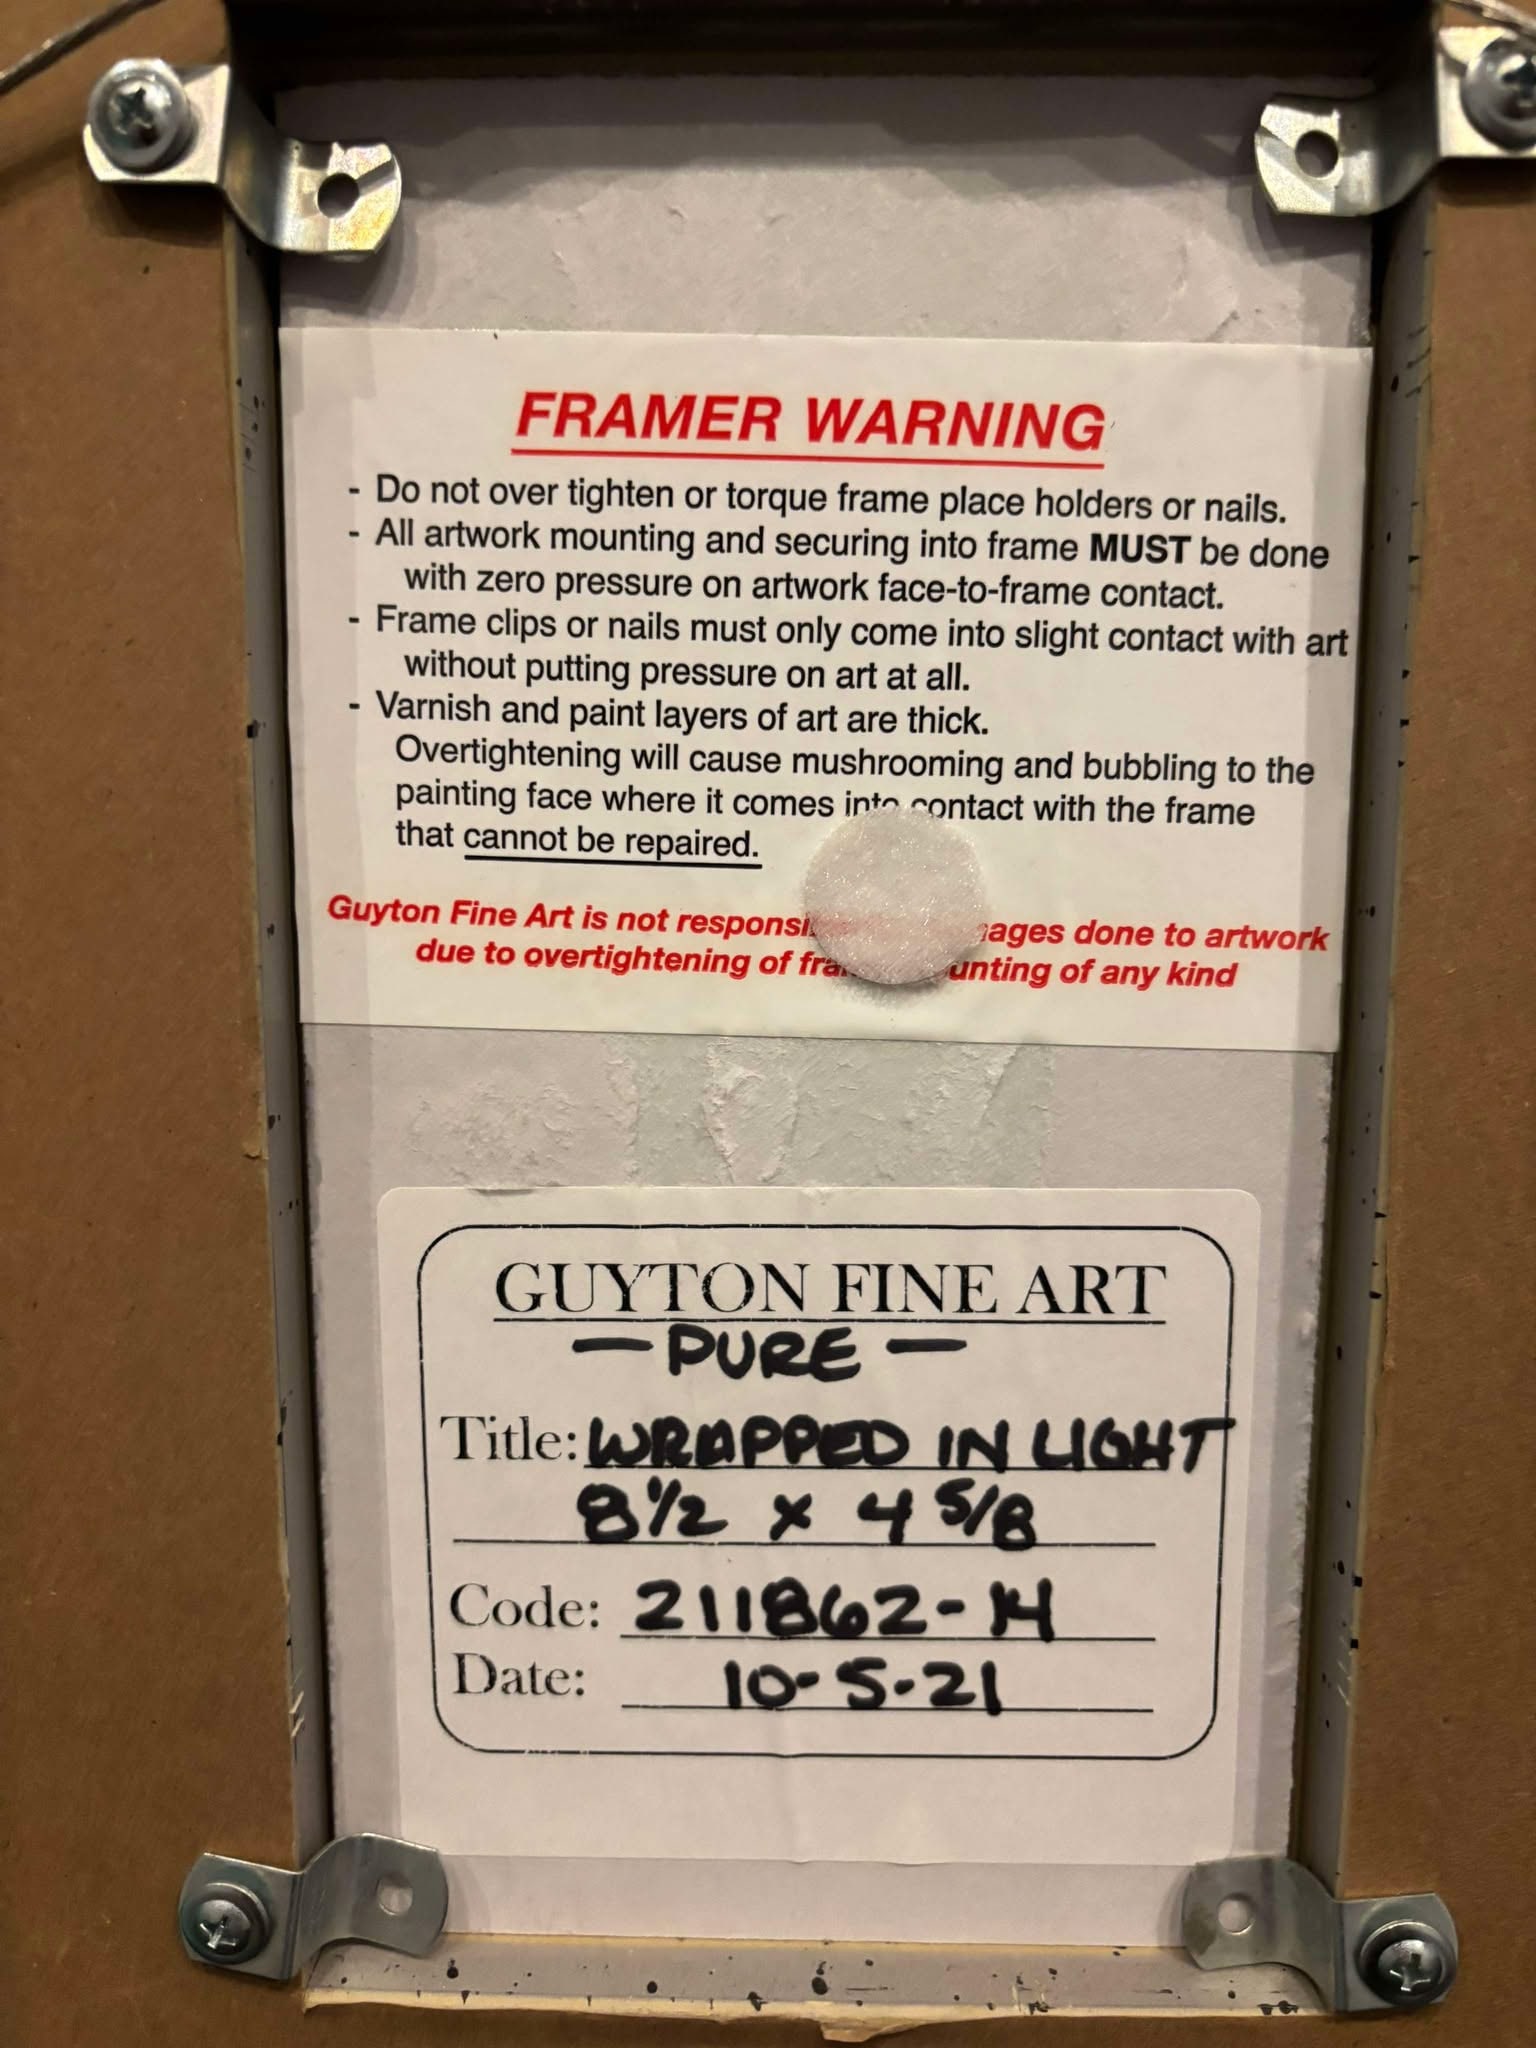 FRAMER WARNING
- Do not over tighten or torque frame place holders or nails.
- All artwork mounting and securing into frame MUST be done
with zero pressure on artwork face-to-frame contact.
- Frame clips or nails must only come into slight contact with art
without putting pressure on art at all.
- Varnish and paint layers of art are thick.
Overtightening will cause mushrooming and bubbling to the
painting face where it comes into contact with the frame
that cannot be repaired.
Guyton Fine Art is not done to artwork
due to overtightening of of any kind
GUYTON FINE ART
— PURE —
Title: WRAPPED IN LIGHT
8 1/2 x 4 5/8
Code: 211862-14
Date: 10-5-21